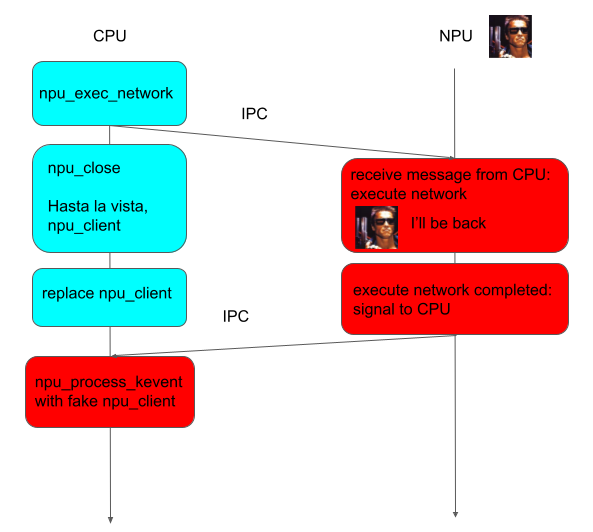 CPU
NPU
npu_exec_network
IPC
npu_close
Hasta la vista,
npu_client
receive message from CPU:
execute network
I'll be back
replace npu_client
execute network completed:
signal to CPU
IPC
npu_process_kevent
with fake npu_client